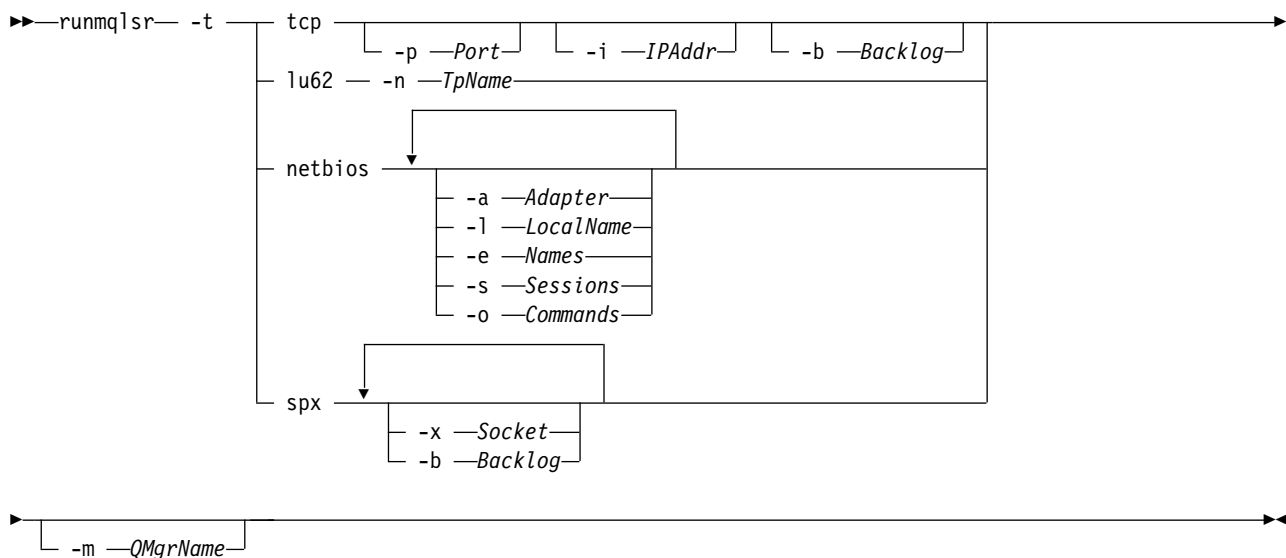 runmqlsr -t tcp
-p Port -i IPAddr -b Backlog
lu62 -n TpName
netbios
-a Adapter
-l LocalName
-e Names
-s Sessions
-o Commands
spx
-x Socket
-b Backlog
-m QMgrName